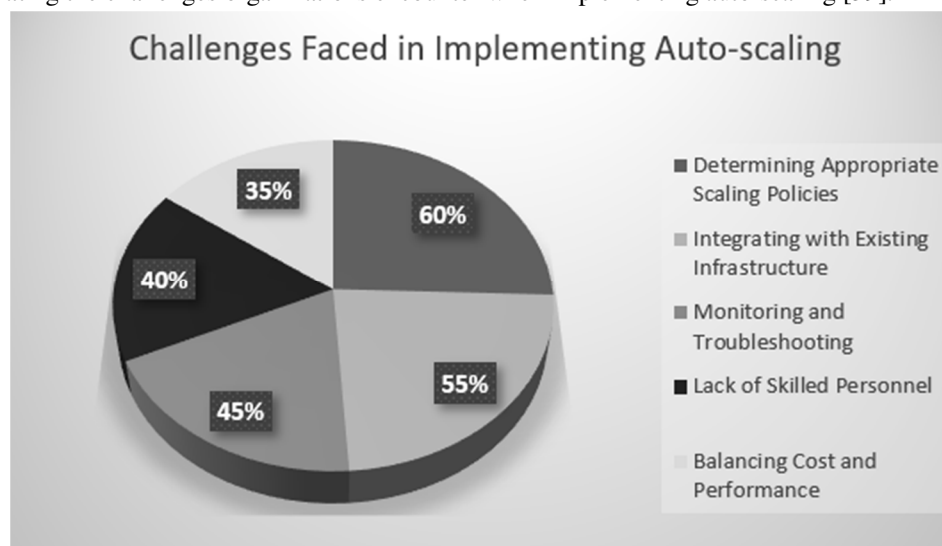 Challenges Faced in Implementing Auto-scaling
35%
60%
40%
55%
45%
Determining Appropriate
Scaling Policies
Integrating with Existing
Infrastructure
Monitoring and
Troubleshooting
Lack of Skilled Personnel
Balancing Cost and
Performance